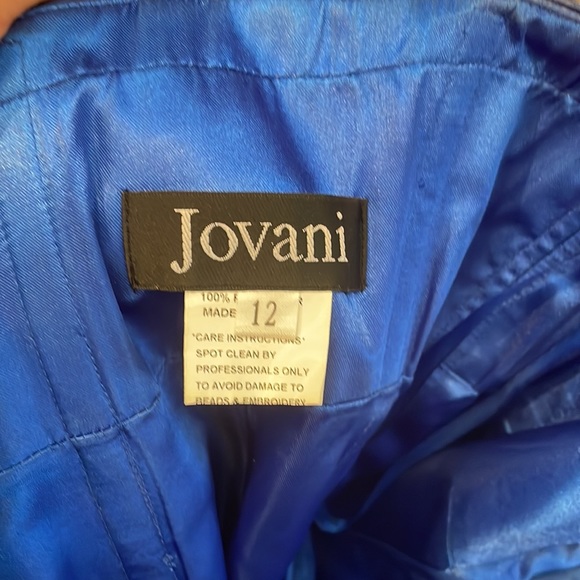 Jovani
100%
MADE 12
*CARE INSTRUCTIONS*
SPOT CLEAN BY
PROFESSIONALS ONLY
TO AVOID DAMAGE TO
BEADS & EMBROIDERY